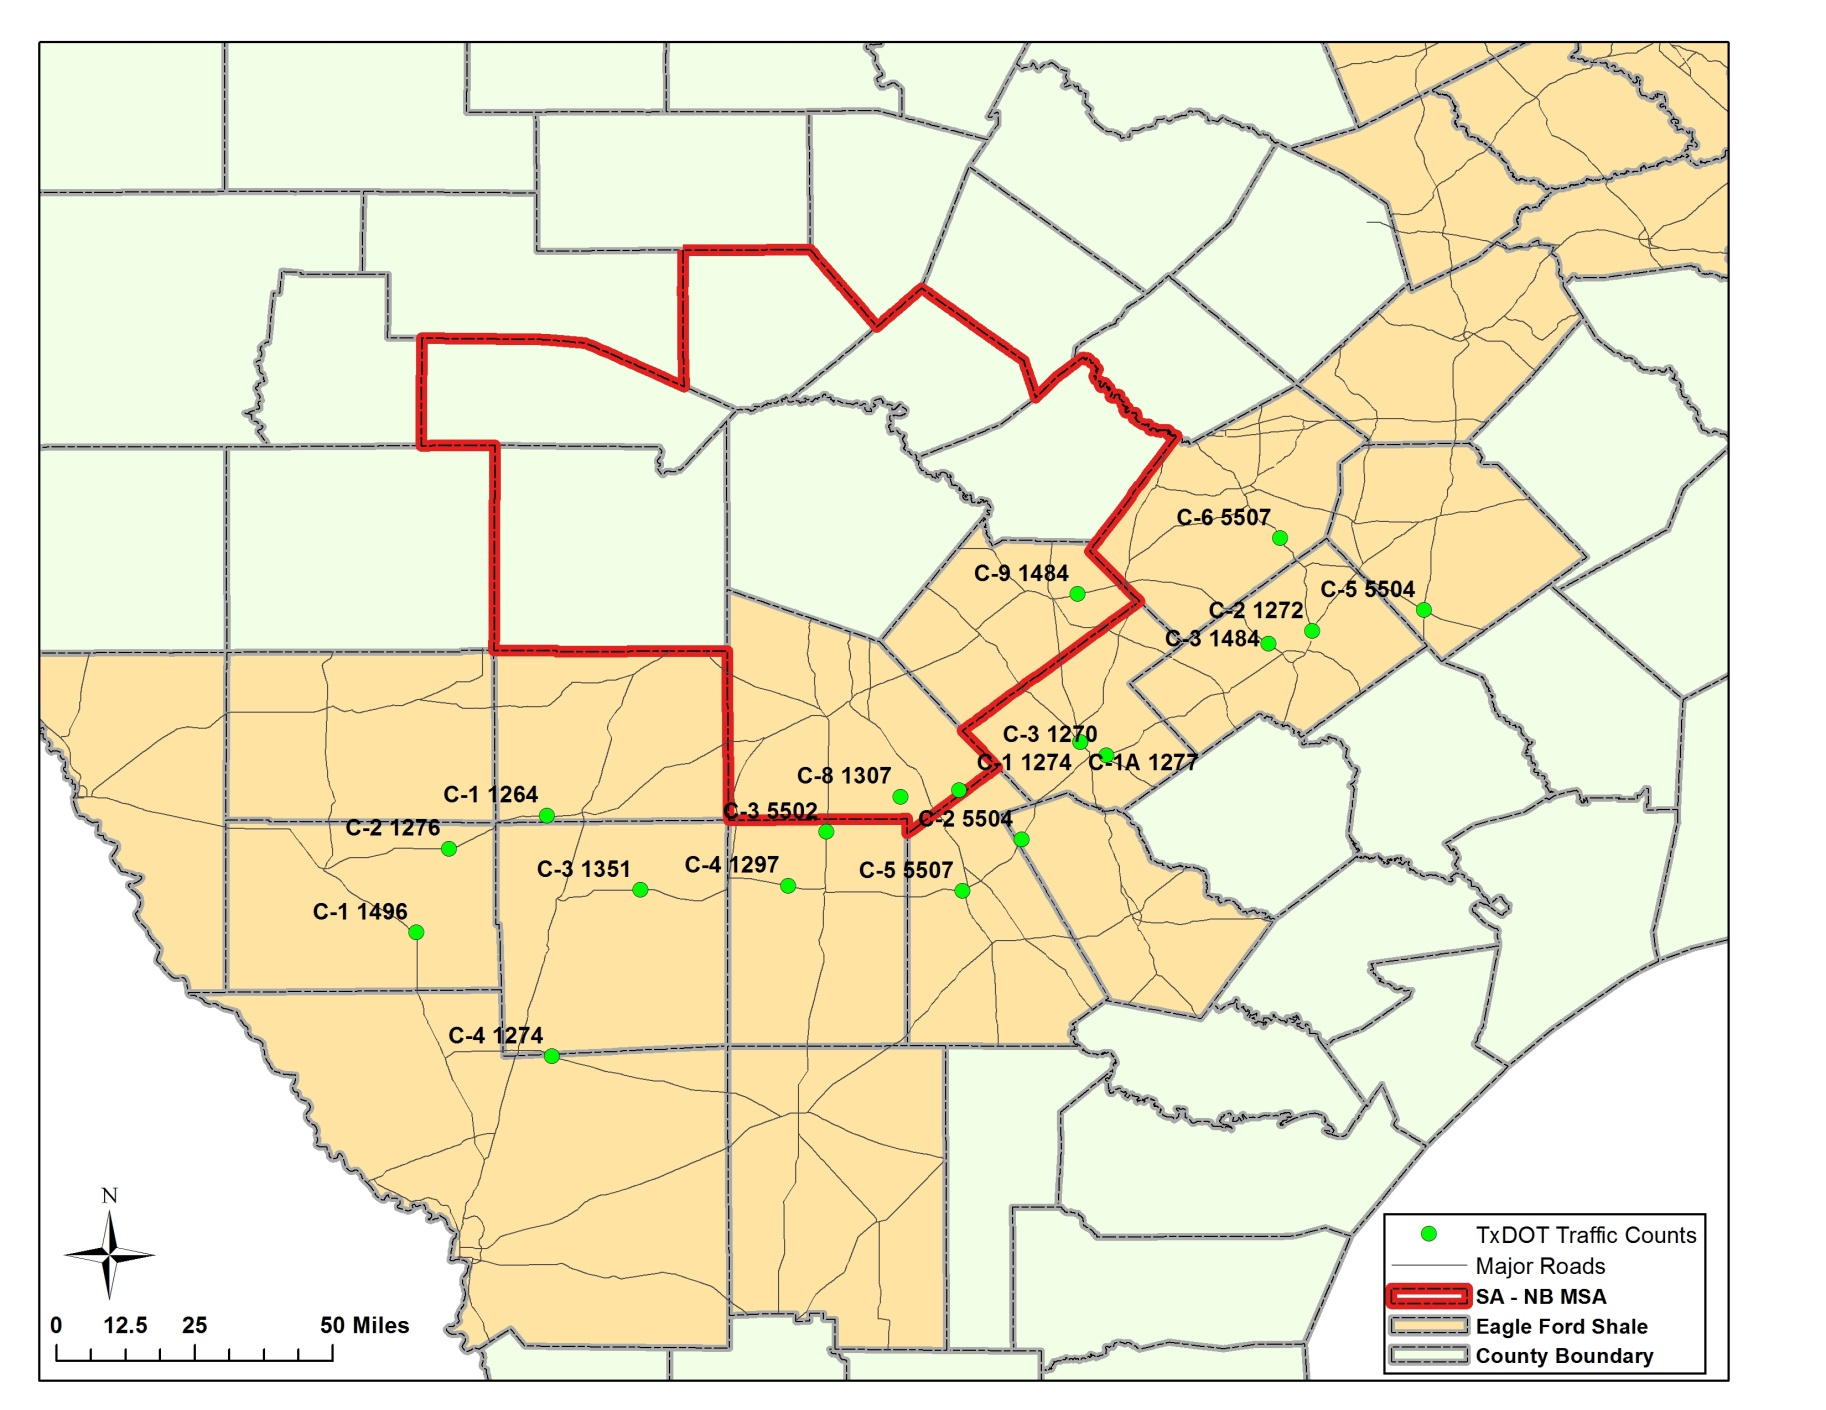 C-6 5507
C-9 1484
C-5 5504
C-2 1272
C-3 1484
C-3 1270
C-1 1274
C-1A 1277
C-8 1307
C-1 1264
C-3 5502
C-2 5504
C-2 1276
C-3 1351
C-4 1297
C-5 5507
C-1 1496
C-4 1274
N
0 12.5 25 50 Miles
TxDOT Traffic Counts
Major Roads
SA - NB MSA
Eagle Ford Shale
County Boundary